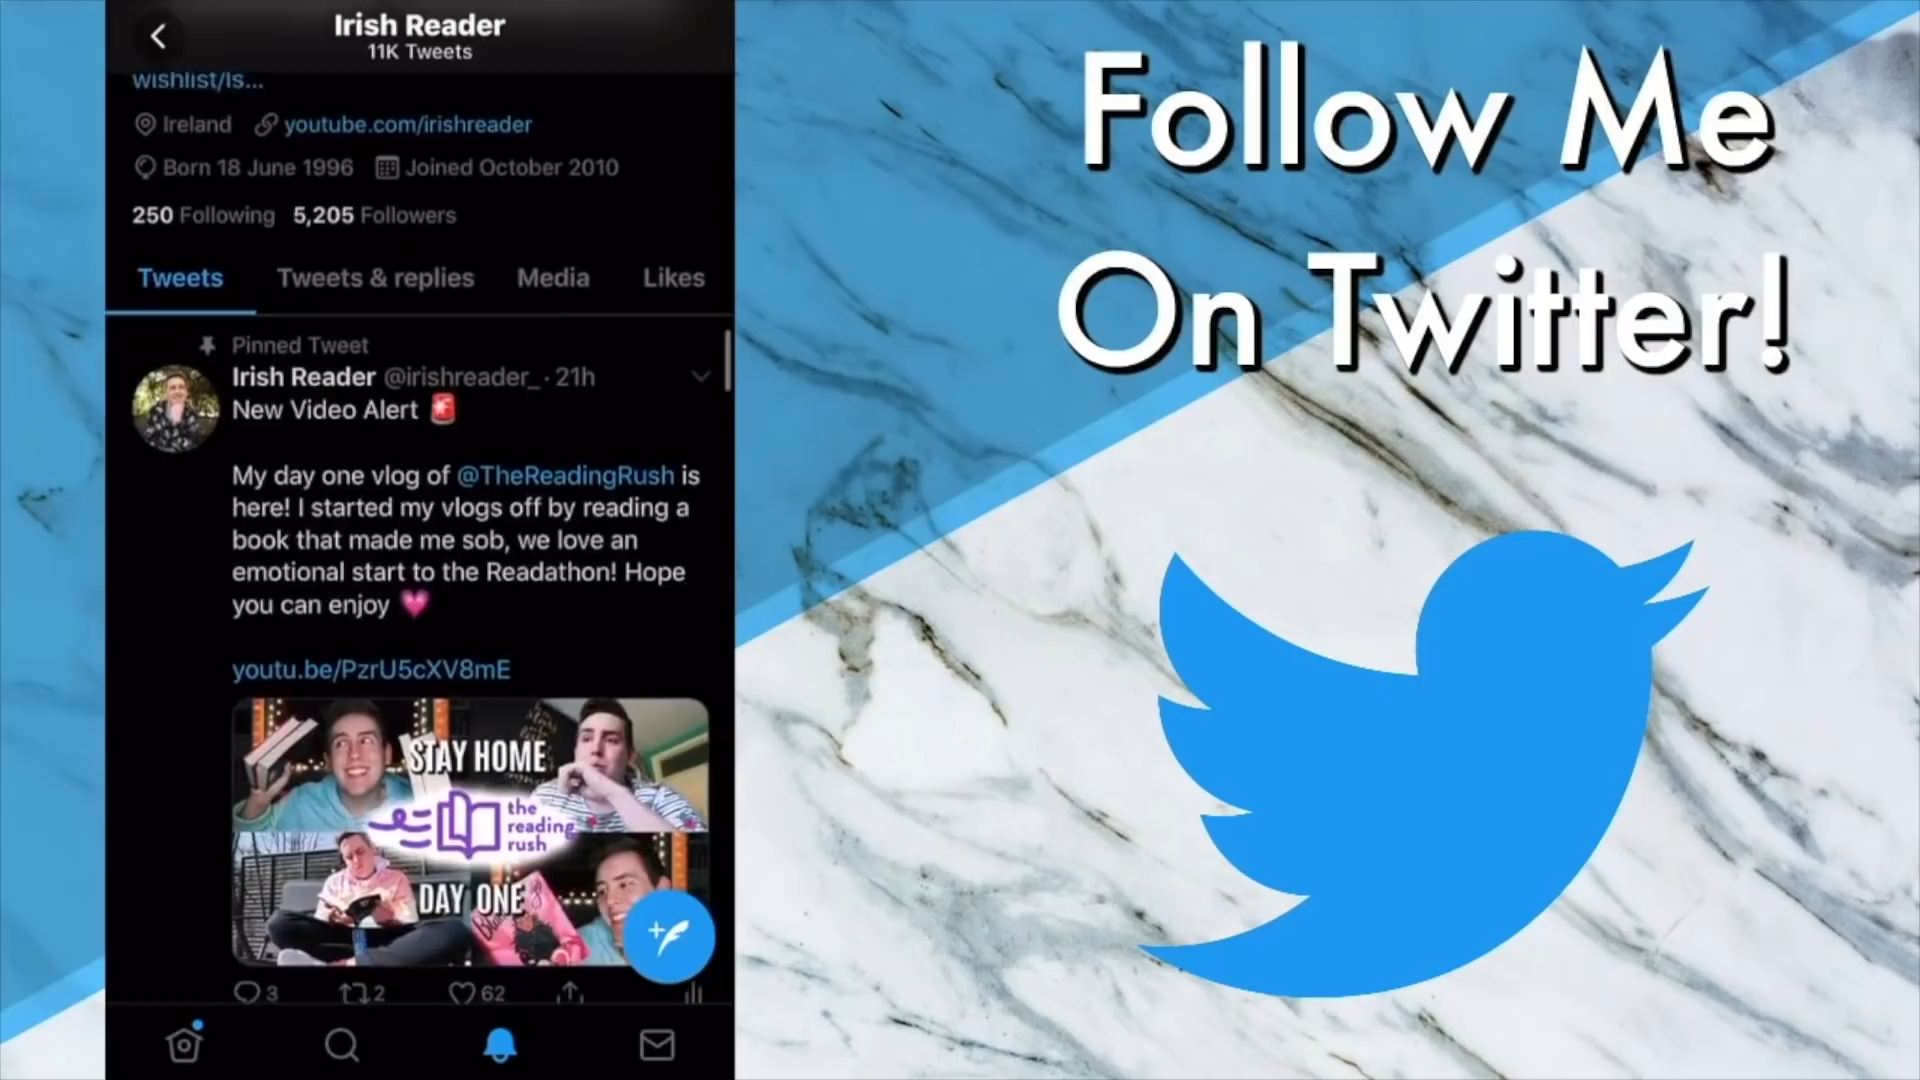 Irish Reader
11K Tweets
wishlist/ls...
Ireland youtube.com/irishreader
Born 18 June 1996 Joined October 2010
250 Following 5,205 Followers
Tweets Tweets & replies Media Likes
Pinned Tweet
Irish Reader @irishreader_ · 21h
New Video Alert 🚨
My day one vlog of @TheReadingRush is
here! I started my vlogs off by reading a
book that made me sob, we love an
emotional start to the Readathon! Hope
you can enjoy 💗
youtu.be/PzrU5cXV8mE
STAY HOME
the
reading
rush
DAY ONE
3 2 62
Follow Me
On Twitter!